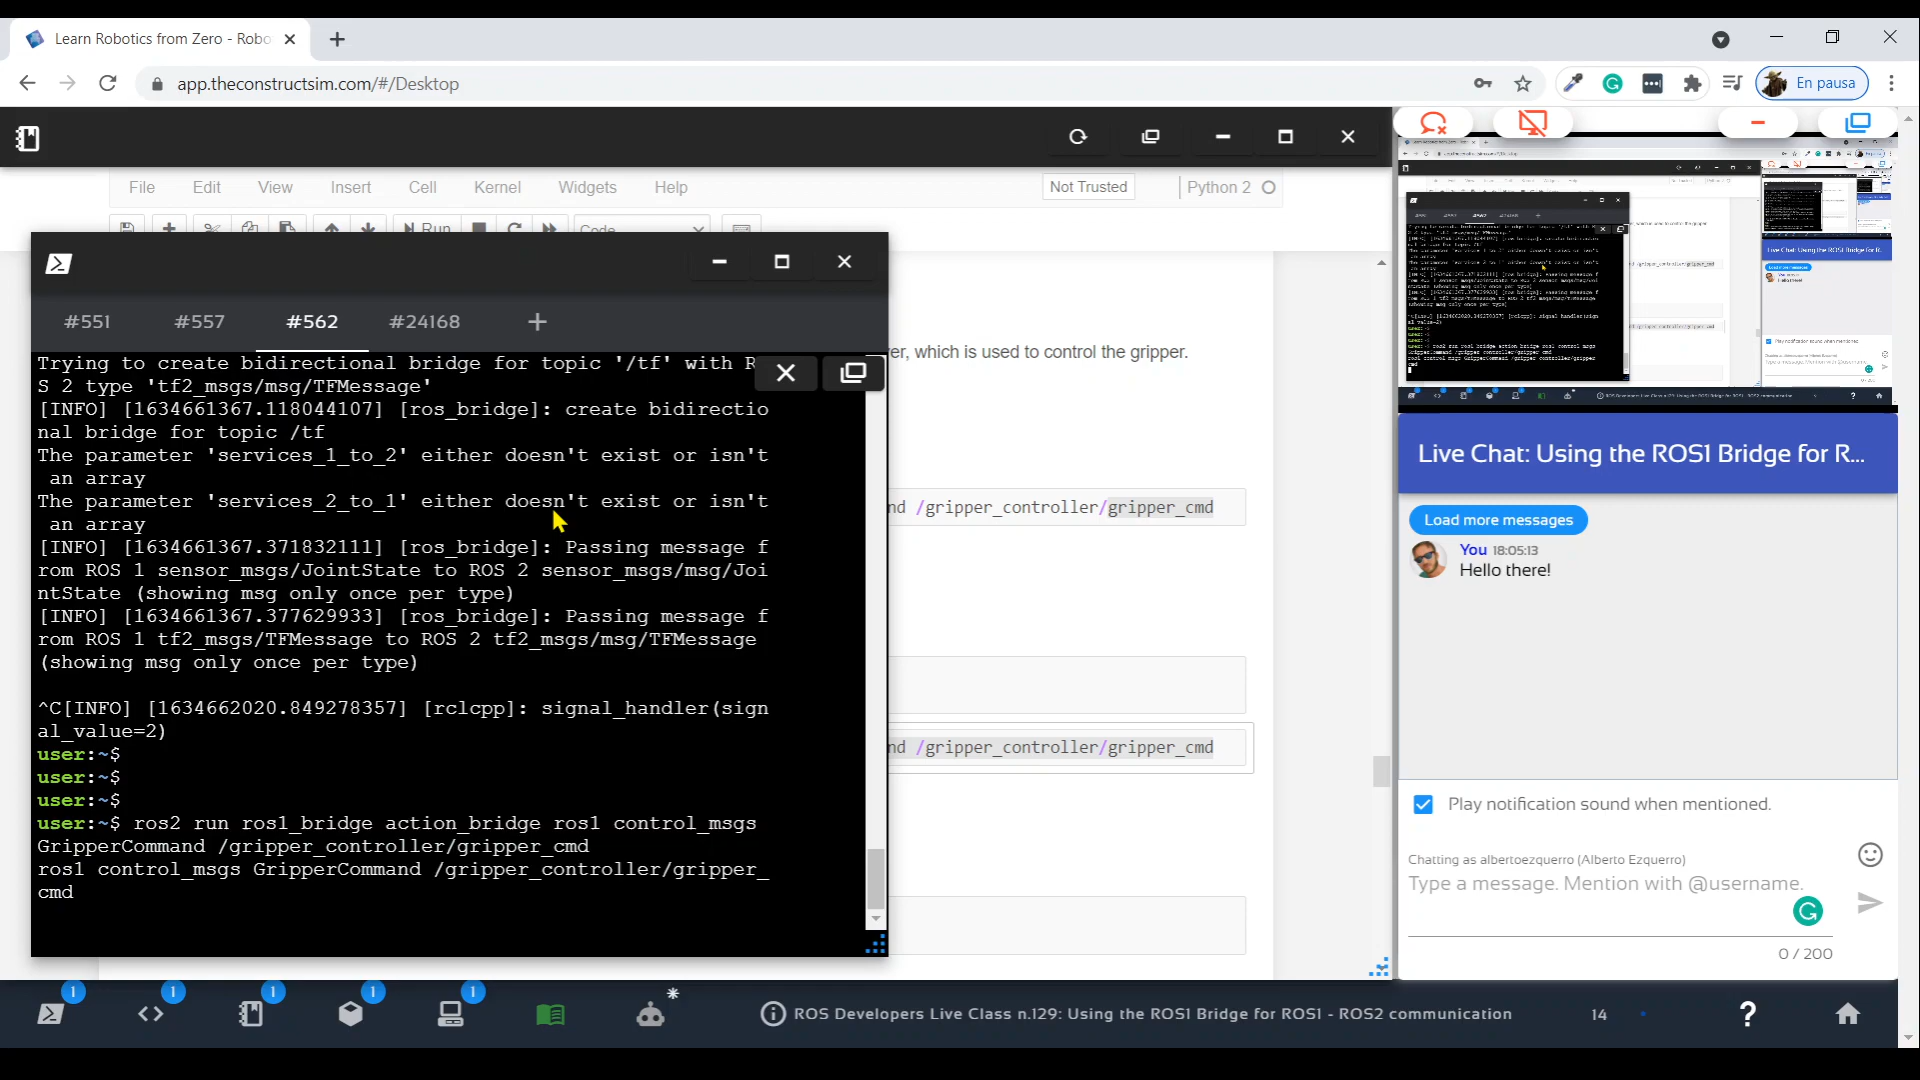 Learn Robotics from Zero - Robo
app.theconstructsim.com/#/Desktop
En pausa
File Edit View Insert Cell Kernel Widgets Help
Not Trusted
Python 2
Run
Code
#551 #557 #562 #24168
Trying to create bidirectional bridge for topic '/tf' with R
S 2 type 'tf2_msgs/msg/TFMessage'
[INFO] [1634661367.118044107] [ros_bridge]: create bidirectio
nal bridge for topic /tf
The parameter 'services_1_to_2' either doesn't exist or isn't
an array
The parameter 'services_2_to_1' either doesn't exist or isn't
an array
[INFO] [1634661367.371832111] [ros_bridge]: Passing message f
rom ROS 1 sensor_msgs/JointState to ROS 2 sensor_msgs/msg/Joi
ntState (showing msg only once per type)
[INFO] [1634661367.377629933] [ros_bridge]: Passing message f
rom ROS 1 tf2_msgs/TFMessage to ROS 2 tf2_msgs/msg/TFMessage
(showing msg only once per type)
^C[INFO] [1634662020.849278357] [rclcpp]: signal_handler(sign
al_value=2)
user:~$
user:~$
user:~$
user:~$ ros2 run ros1_bridge action_bridge ros1 control_msgs
GripperCommand /gripper_controller/gripper_cmd
ros1 control_msgs GripperCommand /gripper_controller/gripper_
cmd
er, which is used to control the gripper.
nd /gripper_controller/gripper_cmd
nd /gripper_controller/gripper_cmd
Live Chat: Using the ROS1 Bridge for R...
Load more messages
You 18:05:13
Hello there!
Play notification sound when mentioned.
Chatting as albertoezquerro (Alberto Ezquerro)
Type a message. Mention with @username.
0 / 200
1 1 1 1 1
ROS Developers Live Class n.129: Using the ROS1 Bridge for ROS1 - ROS2 communication
14
?